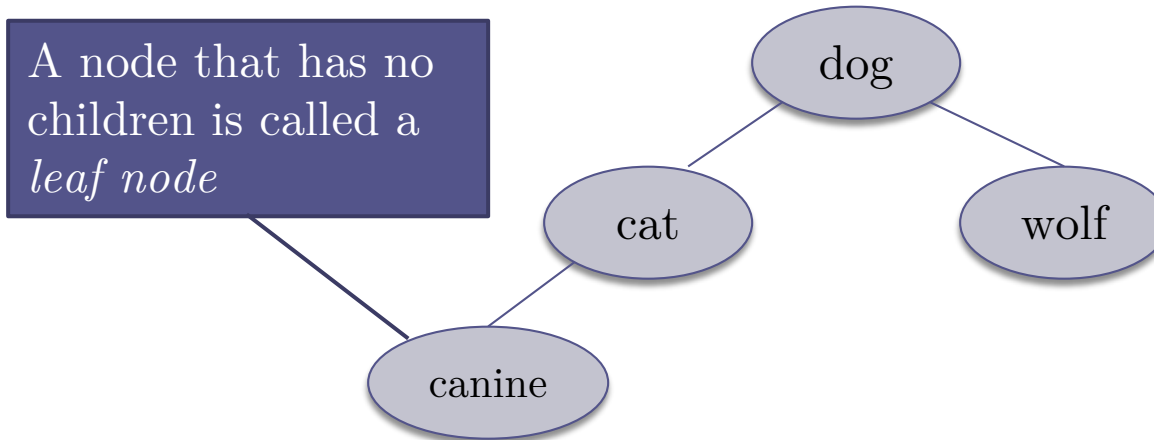 A node that has no
children is called a
leaf node
dog
cat
wolf
canine